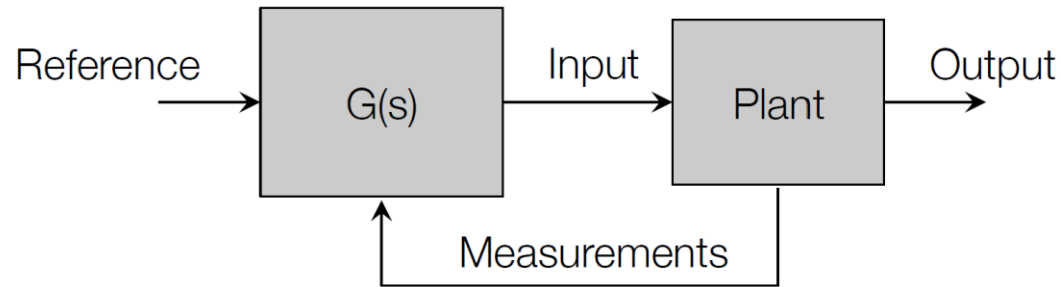 Reference
G(s)
Input
Plant
Output
Measurements